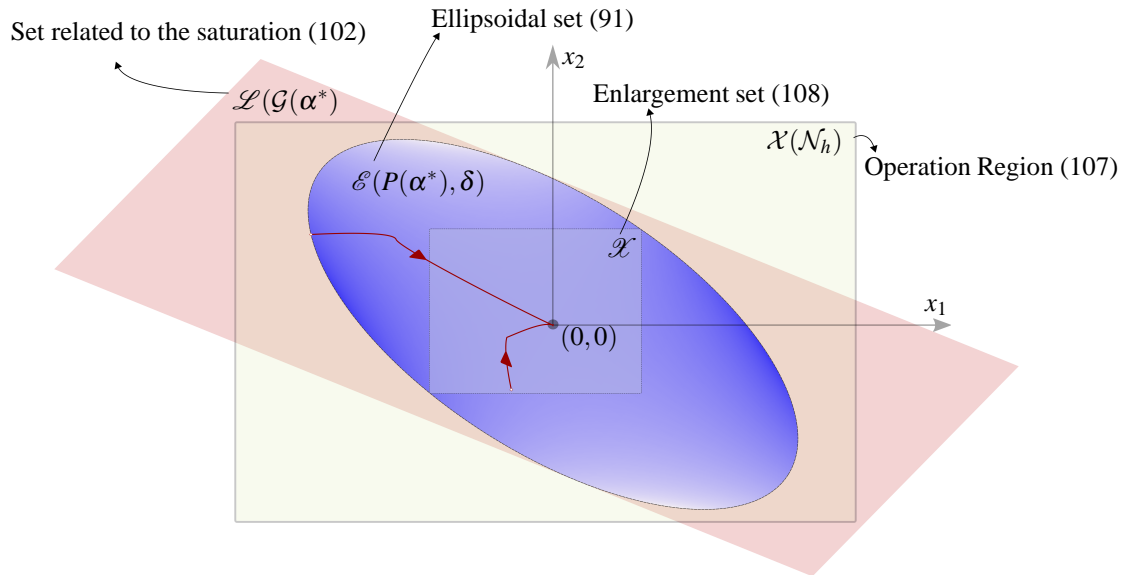 Ellipsoidal set (91)
Set related to the saturation (102)
x₂
Enlargement set (108)
ℒ(𝒢(α*)
𝒳(𝒩ₕ)
Operation Region (107)
ℰ(P(α*), δ)
𝒳
x₁
(0,0)